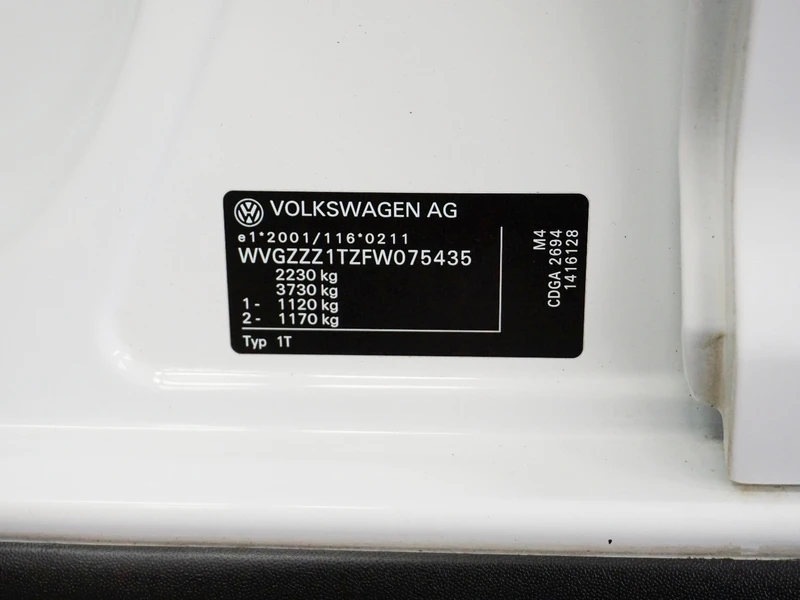 VOLKSWAGEN AG
e1*2001/116*0211
WVGZZZ1TZFW075435
2230 kg
3730 kg
1- 1120 kg
2- 1170 kg
Typ 1T
M4
CDGA 2694
1416128